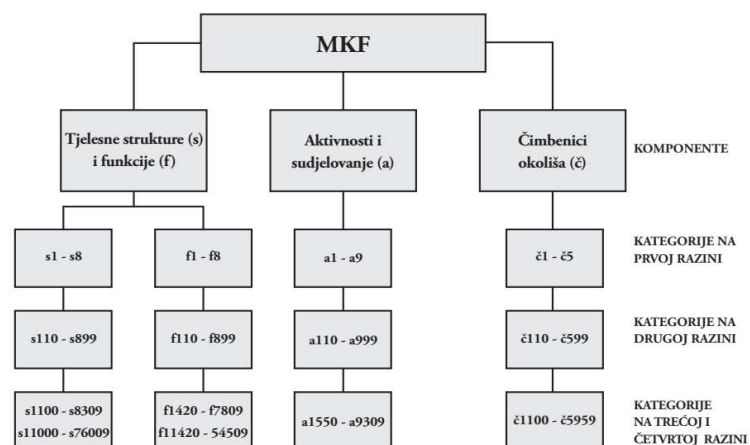 MKF
Tjelesne strukture (s)
i funkcije (f)
Aktivnosti i
sudjelovanje (a)
Čimbenici
okoliša (č)
KOMPONENTE
s1 - s8
f1 - f8
a1 - a9
č1 - č5
KATEGORIJE NA
PRVOJ RAZINI
s110 - s899
f110 - f899
a110 - a999
č110 - č599
KATEGORIJE NA
DRUGOJ RAZINI
s1100 - s8309
s11000 - s76009
f1420 - f7809
f11420 - 54509
a1550 - a9309
č1100 - č5959
KATEGORIJE
NA TREĆOJ I
ČETVRTOJ RAZINI